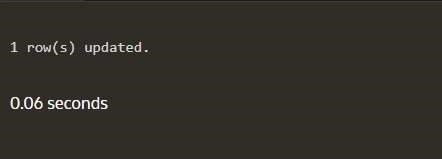 1 row(s) updated.
0.06 seconds